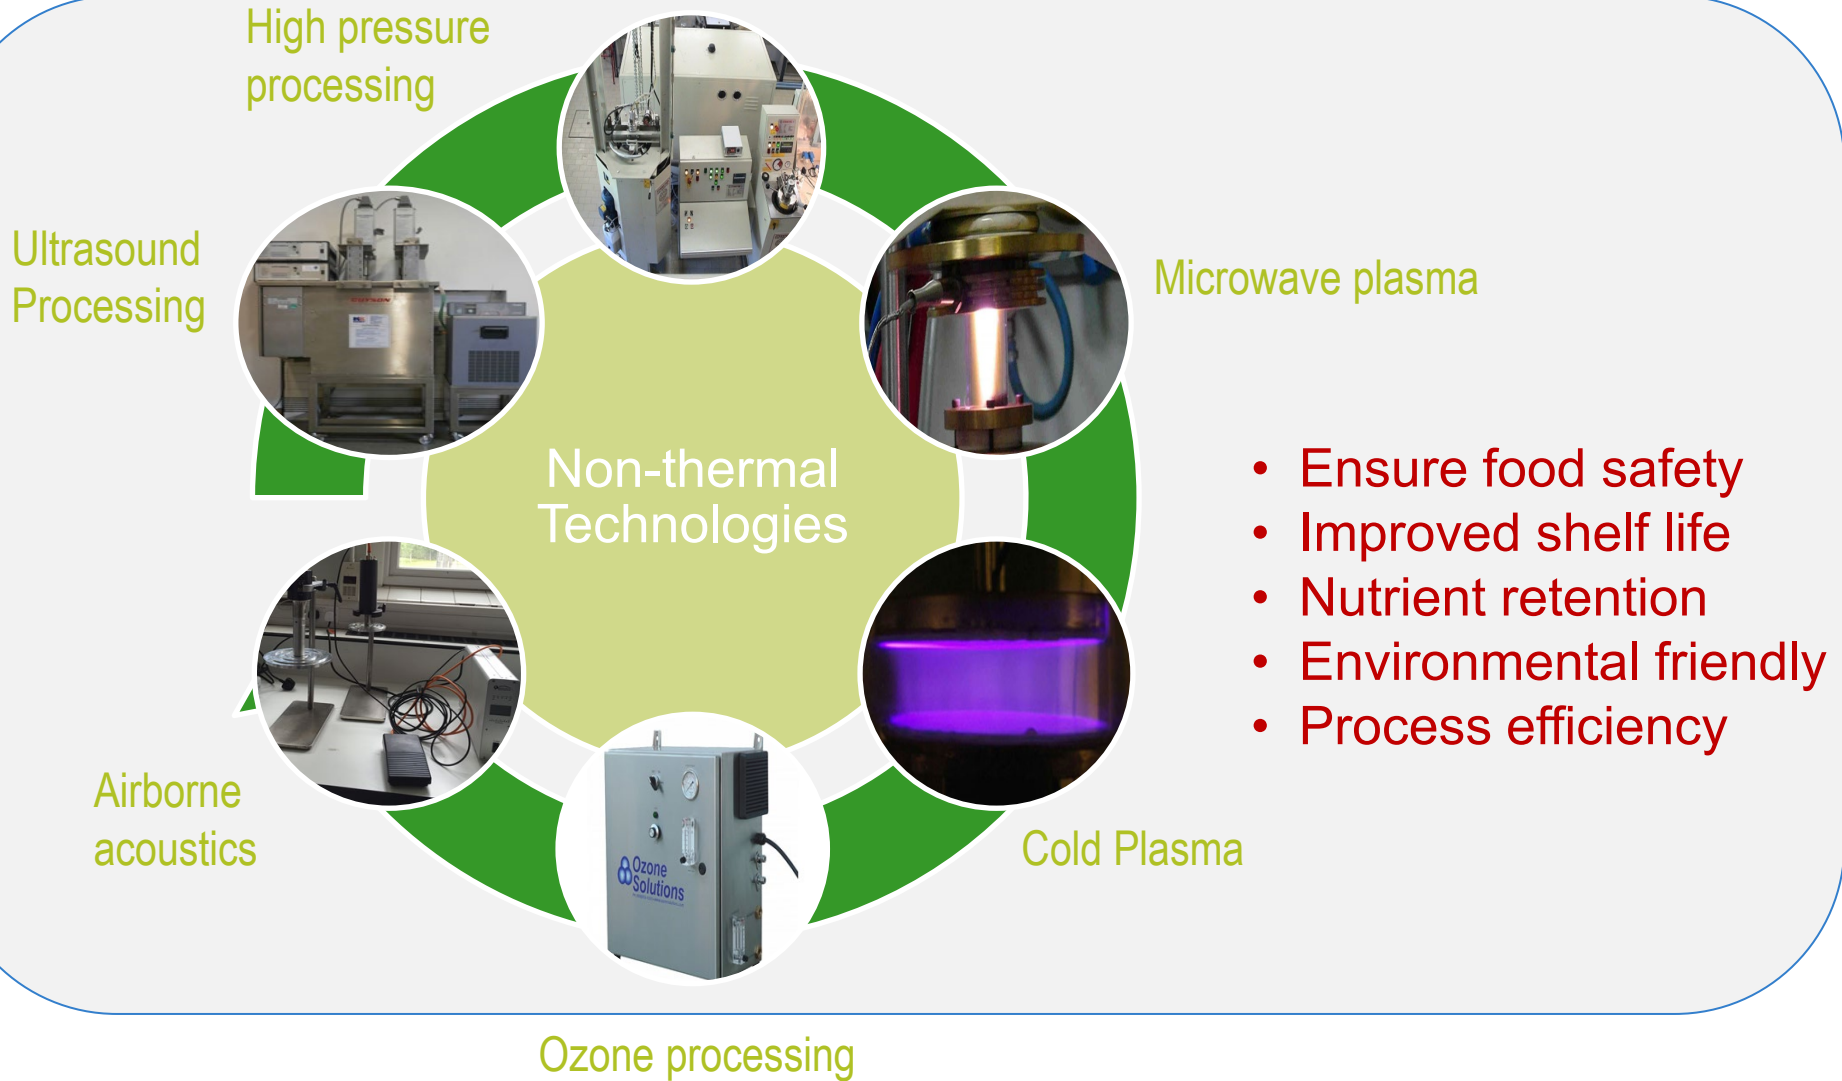 High pressure
processing
Ultrasound
Processing
Microwave plasma
Non-thermal
Technologies
• Ensure food safety
• Improved shelf life
• Nutrient retention
• Environmental friendly
• Process efficiency
Airborne
acoustics
Cold Plasma
Ozone
Solutions
Ozone processing